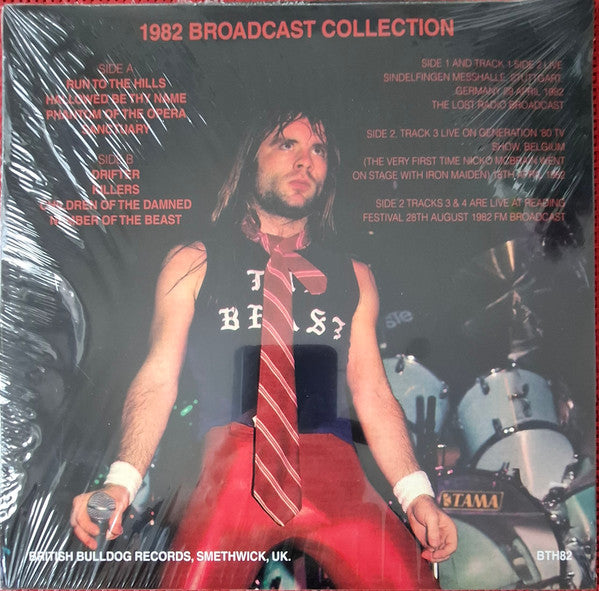 1982 BROADCAST COLLECTION
SIDE A
RUN TO THE HILLS
HALLOWED BE THY NAME
PHANTOM OF THE OPERA
SANCTUARY
SIDE B
DRIFTER
KILLERS
CHILDREN OF THE DAMNED
NUMBER OF THE BEAST
SIDE 1 AND TRACK 1 SIDE 2 LIVE
SINDELFINGEN MESSHALLE, STUTTGART
GERMANY 29 APRIL 1982
THE LOST RADIO BROADCAST
SIDE 2, TRACK 3 LIVE ON GENERATION '80 TV
SHOW, BELGIUM
(THE VERY FIRST TIME NICKO MCBRAIN WENT
ON STAGE WITH IRON MAIDEN) APRIL 1982
SIDE 2 TRACKS 3 & 4 ARE LIVE AT READING
FESTIVAL 28TH AUGUST 1982 FM BROADCAST
THE
BEAST
TAMA
BRITISH BULLDOG RECORDS, SMETHWICK, UK.
BTH82